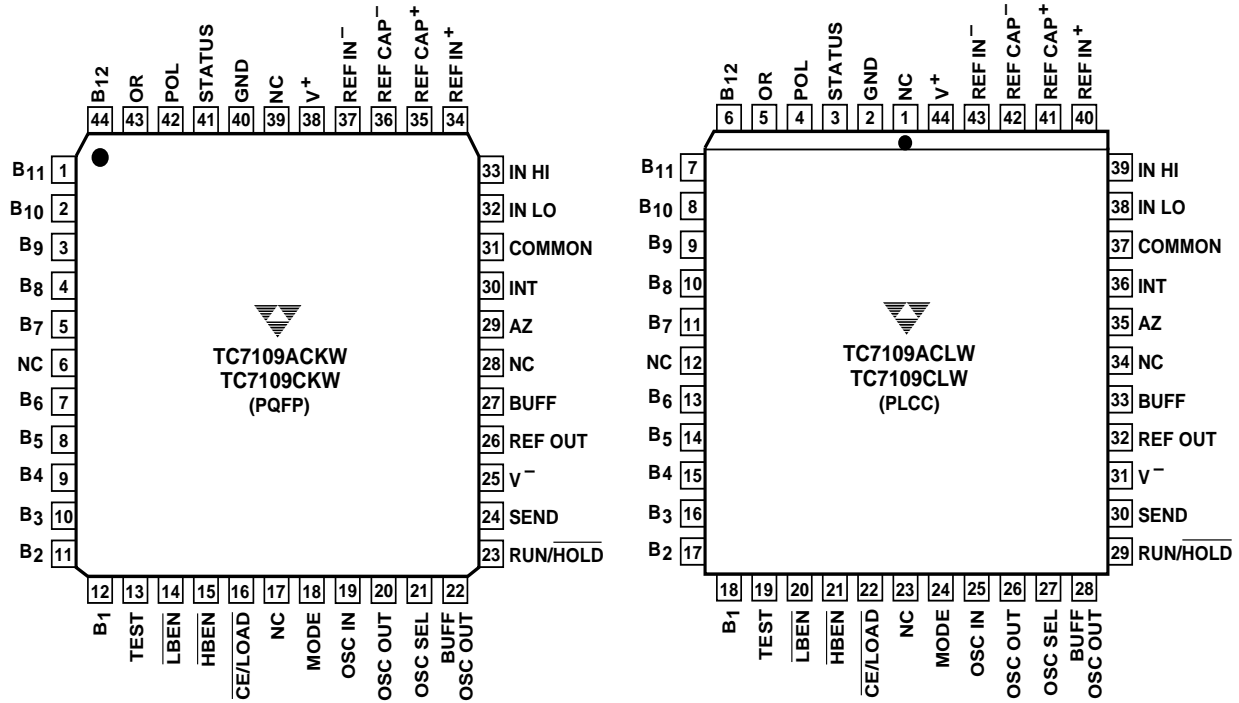 B12 OR POL STATUS GND NC V+ REF IN− REF CAP− REF CAP+ REF IN+
44 43 42 41 40 39 38 37 36 35 34
B11 1
B10 2
B9 3
B8 4
B7 5
NC 6
B6 7
B5 8
B4 9
B3 10
B2 11
TC7109ACKW
TC7109CKW
(PQFP)
33 IN HI
32 IN LO
31 COMMON
30 INT
29 AZ
28 NC
27 BUFF
26 REF OUT
25 V−
24 SEND
23 RUN/HOLD
12 13 14 15 16 17 18 19 20 21 22
B1 TEST LBEN HBEN CE/LOAD NC MODE OSC IN OSC OUT OSC SEL BUFF OSC OUT
B12 OR POL STATUS GND NC V+ REF IN− REF CAP− REF CAP+ REF IN+
6 5 4 3 2 1 44 43 42 41 40
B11 7
B10 8
B9 9
B8 10
B7 11
NC 12
B6 13
B5 14
B4 15
B3 16
B2 17
TC7109ACLW
TC7109CLW
(PLCC)
39 IN HI
38 IN LO
37 COMMON
36 INT
35 AZ
34 NC
33 BUFF
32 REF OUT
31 V−
30 SEND
29 RUN/HOLD
18 19 20 21 22 23 24 25 26 27 28
B1 TEST LBEN HBEN CE/LOAD NC MODE OSC IN OSC OUT OSC SEL BUFF OSC OUT